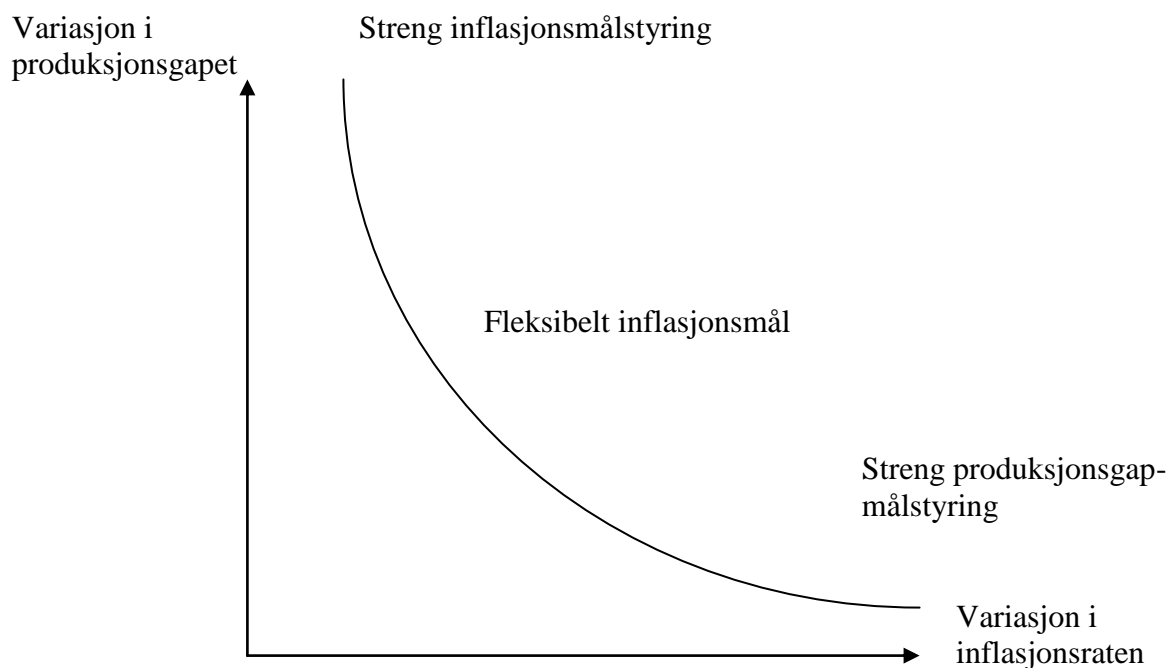 Variasjon i
produksjonsgapet
Streng inflasjonsmålstyring
Fleksibelt inflasjonsmål
Streng produksjonsgap-
målstyring
Variasjon i
inflasjonsraten